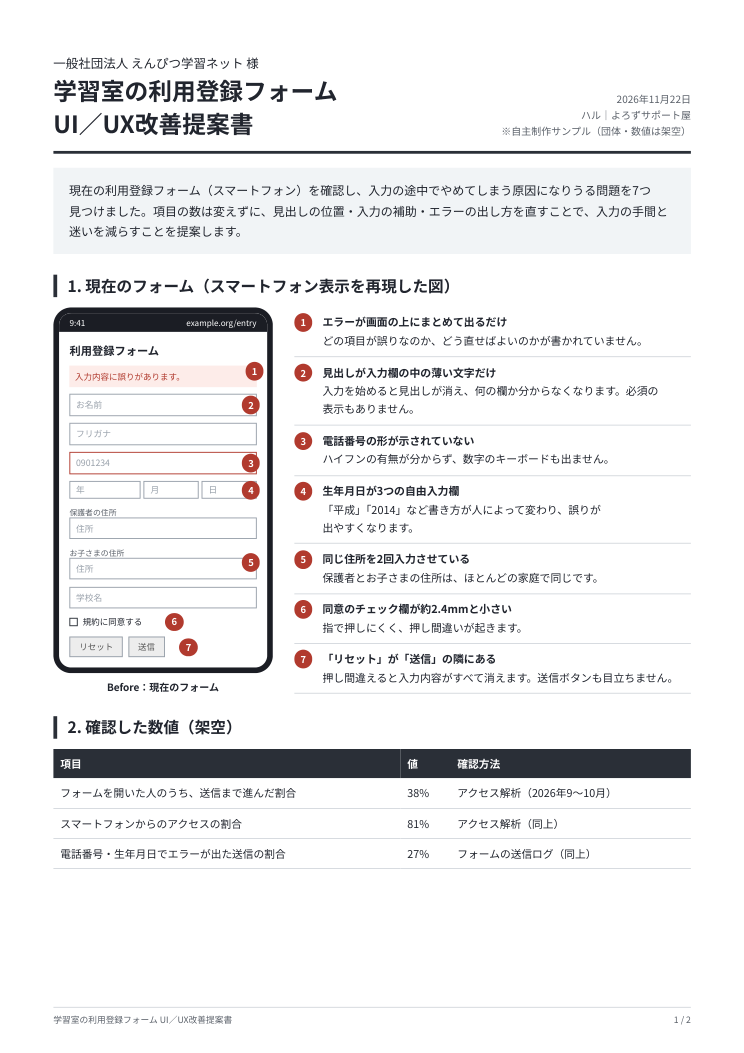 一般社団法人 えんぴつ学習ネット 様
学習室の利用登録フォーム
UI／UX改善提案書
2026年11月22日
ハル｜よろずサポート屋
※自主制作サンプル（団体・数値は架空）
現在の利用登録フォーム（スマートフォン）を確認し、入力の途中でやめてしまう原因になりうる問題を7つ
見つけました。項目の数は変えずに、見出しの位置・入力の補助・エラーの出し方を直すことで、入力の手間と
迷いを減らすことを提案します。
1. 現在のフォーム（スマートフォン表示を再現した図）
9:41 example.org/entry
利用登録フォーム
入力内容に誤りがあります。 1
お名前 2
フリガナ
0901234 3
年 月 日 4
保護者の住所
住所
お子さまの住所
住所 5
学校名
規約に同意する 6
リセット 送信 7
Before：現在のフォーム
1 エラーが画面の上にまとめて出るだけ
どの項目が誤りなのか、どう直せばよいのかが書かれていません。
2 見出しが入力欄の中の薄い文字だけ
入力を始めると見出しが消え、何の欄か分からなくなります。必須の
表示もありません。
3 電話番号の形が示されていない
ハイフンの有無が分からず、数字のキーボードも出ません。
4 生年月日が3つの自由入力欄
「平成」「2014」など書き方が人によって変わり、誤りが
出やすくなります。
5 同じ住所を2回入力させている
保護者とお子さまの住所は、ほとんどの家庭で同じです。
6 同意のチェック欄が約2.4mmと小さい
指で押しにくく、押し間違いが起きます。
7 「リセット」が「送信」の隣にある
押し間違えると入力内容がすべて消えます。送信ボタンも目立ちません。
2. 確認した数値（架空）
項目 値 確認方法
フォームを開いた人のうち、送信まで進んだ割合 38% アクセス解析（2026年9〜10月）
スマートフォンからのアクセスの割合 81% アクセス解析（同上）
電話番号・生年月日でエラーが出た送信の割合 27% フォームの送信ログ（同上）
学習室の利用登録フォーム UI／UX改善提案書 1 / 2